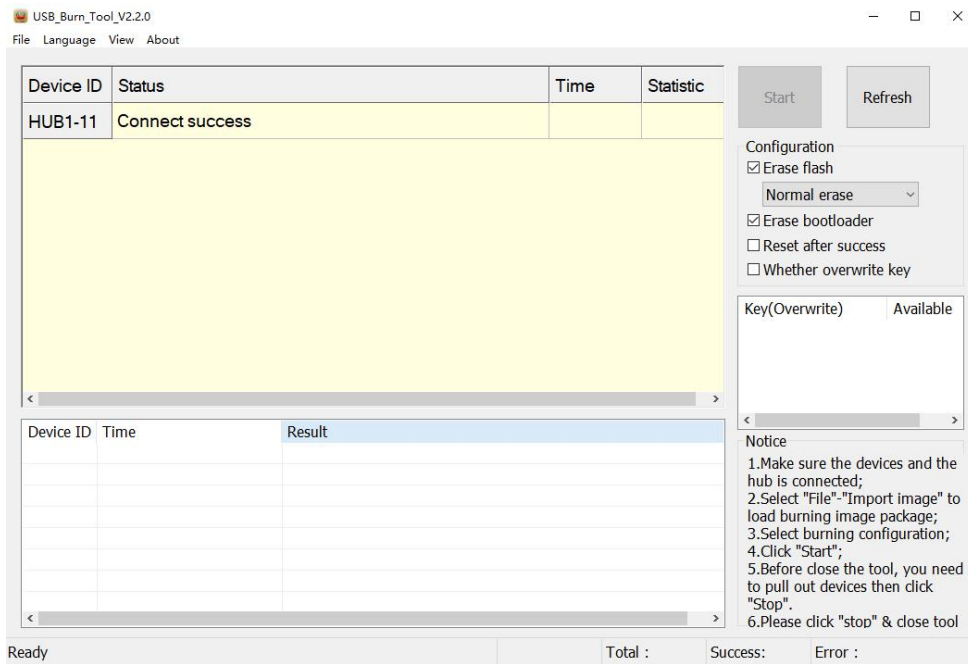 USB_Burn_Tool_V2.2.0
File Language View About
Device ID Status Time Statistic
HUB1-11 Connect success
Start Refresh
Configuration
Erase flash
Normal erase
Erase bootloader
Reset after success
Whether overwrite key
Key(Overwrite) Available
Device ID Time Result
Notice
1.Make sure the devices and the
hub is connected;
2.Select "File"-"Import image" to
load burning image package;
3.Select burning configuration;
4.Click "Start";
5.Before close the tool, you need
to pull out devices then click
"Stop".
6.Please click "stop" & close tool
Ready Total : Success: Error :